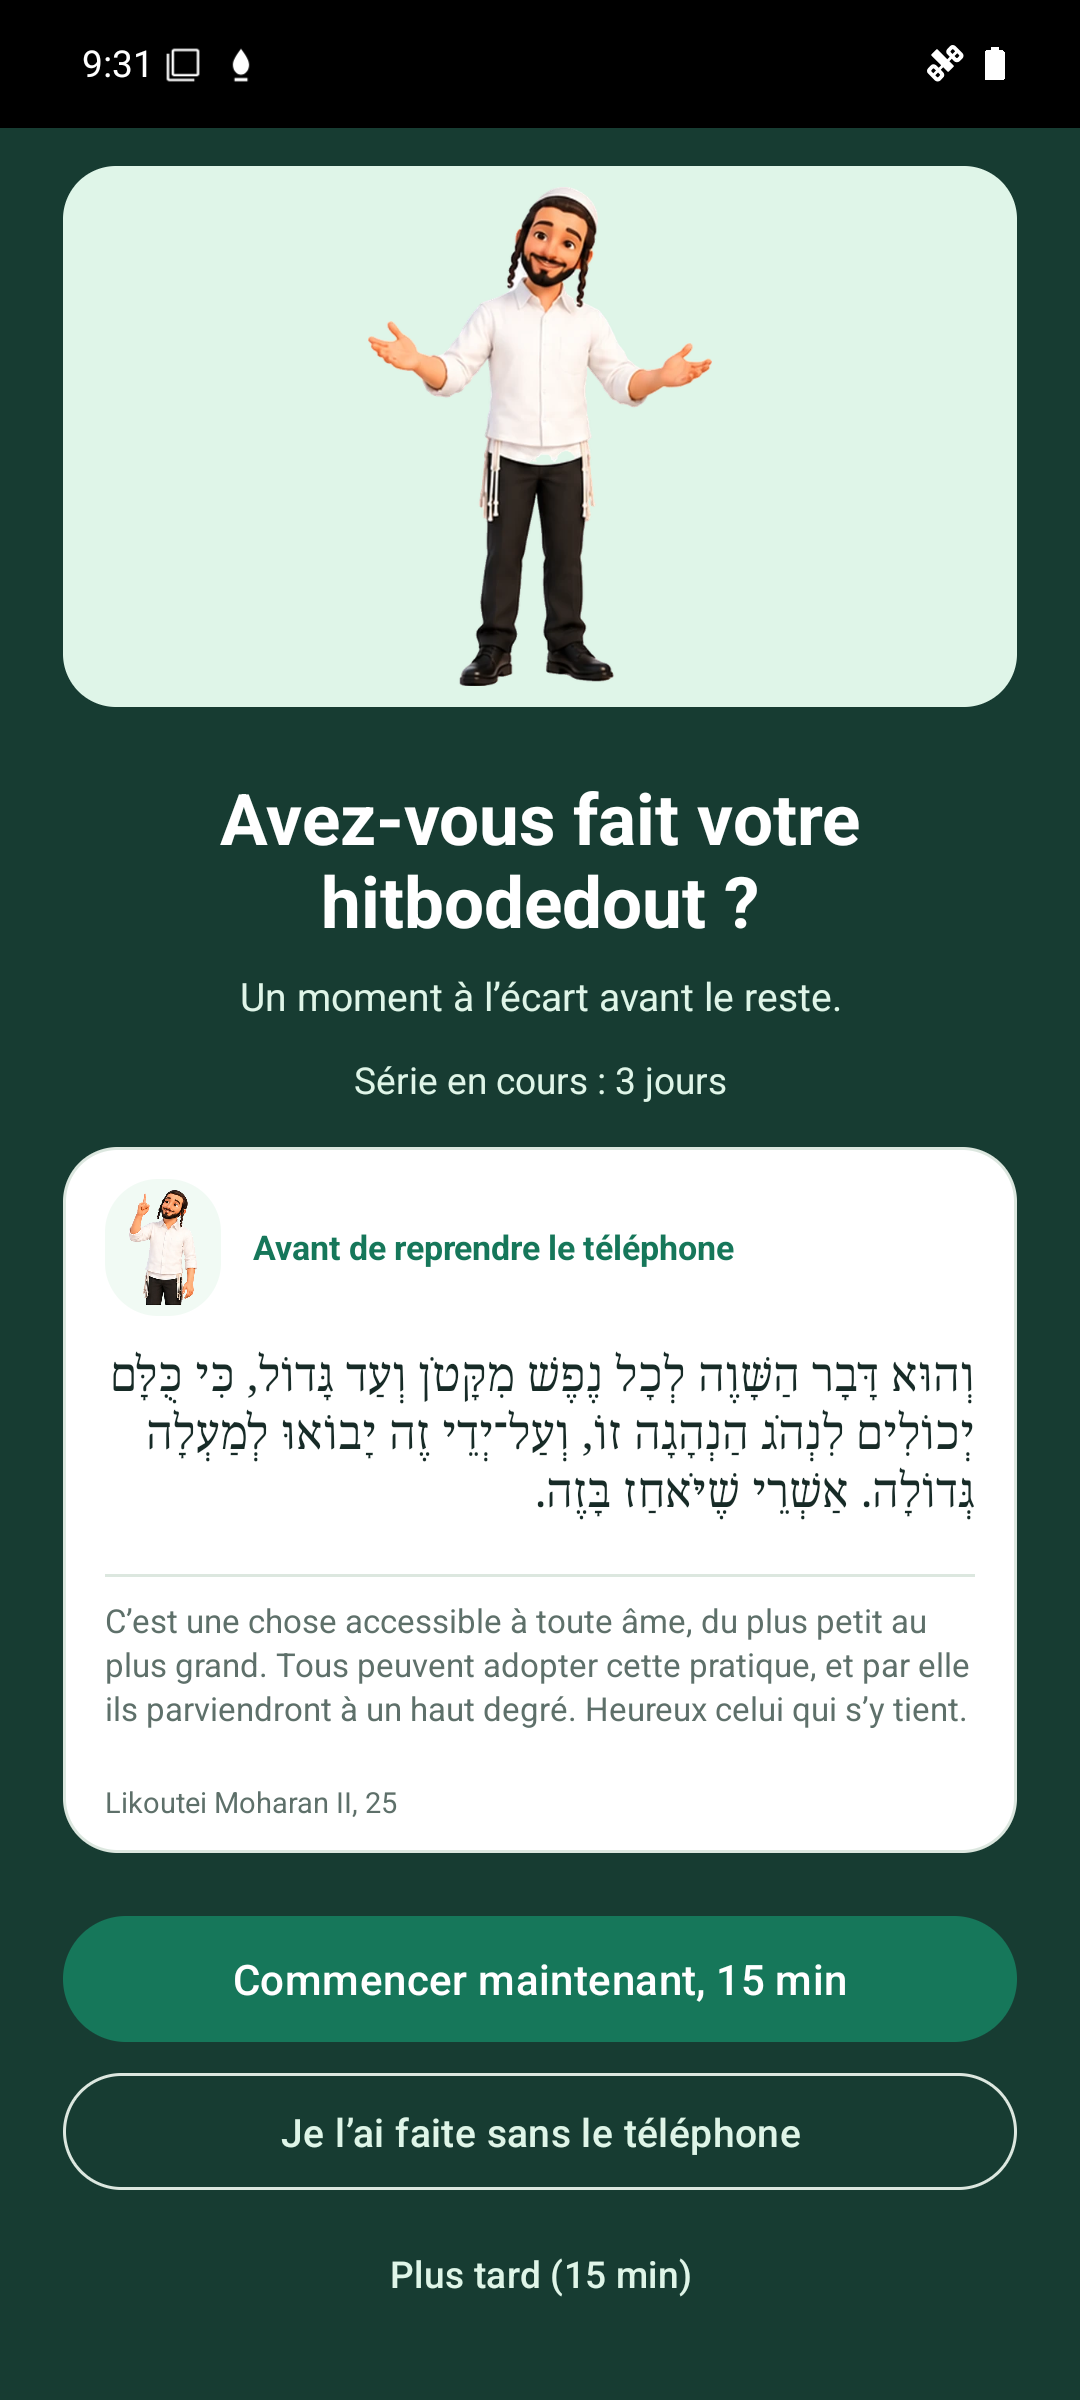 9:31
Avez-vous fait votre
hitbodedout ?
Un moment à l’écart avant le reste.
Série en cours : 3 jours
Avant de reprendre le téléphone
וְהוּא דָּבָר הַשָּׁוֶה לְכָל נֶפֶשׁ מִקָּטֹן וְעַד גָּדוֹל, כִּי כֻּלָּם
יְכוֹלִים לִנְהֹג הַנְהָגָה זוֹ, וְעַל־יְדֵי זֶה יָבוֹאוּ לְמַעְלָה
גְּדוֹלָה. אַשְׁרֵי שֶׁיֹּאחַז בָּזֶה.
C’est une chose accessible à toute âme, du plus petit au
plus grand. Tous peuvent adopter cette pratique, et par elle
ils parviendront à un haut degré. Heureux celui qui s’y tient.
Likoutei Moharan II, 25
Commencer maintenant, 15 min
Je l’ai faite sans le téléphone
Plus tard (15 min)